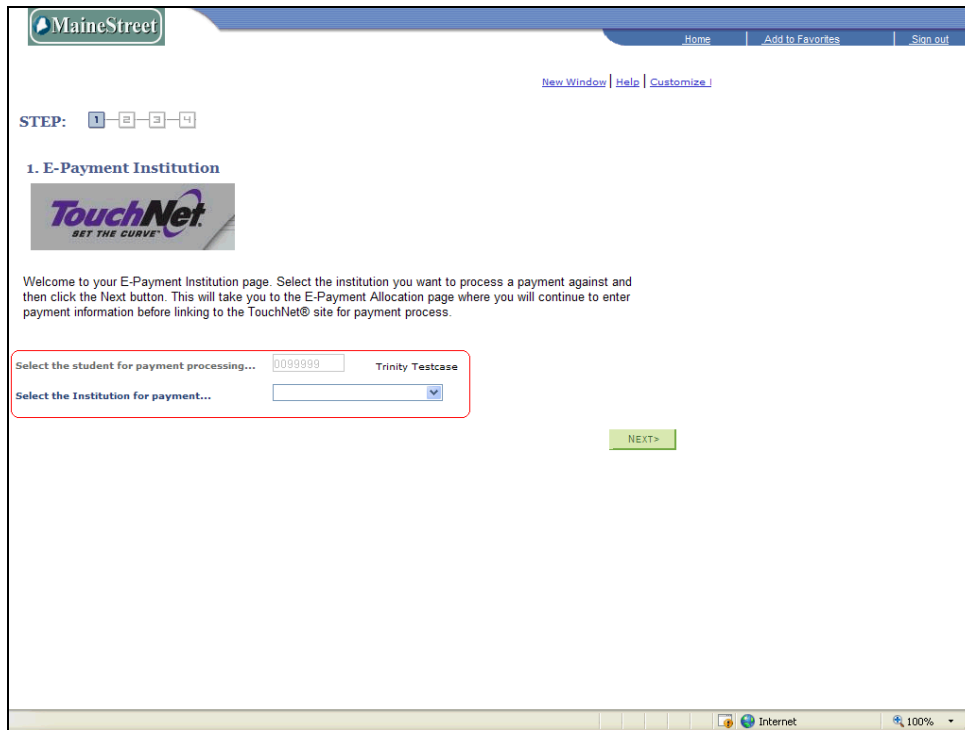 MaineStreet
Home Add to Favorites Sign out
New Window | Help | Customize |
STEP: 1 2 3 4
1. E-Payment Institution
TouchNet.
SET THE CURVE™
Welcome to your E-Payment Institution page. Select the institution you want to process a payment against and
then click the Next button. This will take you to the E-Payment Allocation page where you will continue to enter
payment information before linking to the TouchNet® site for payment process.
Select the student for payment processing... 0099999 Trinity Testcase
Select the Institution for payment...
NEXT>
Internet 100%